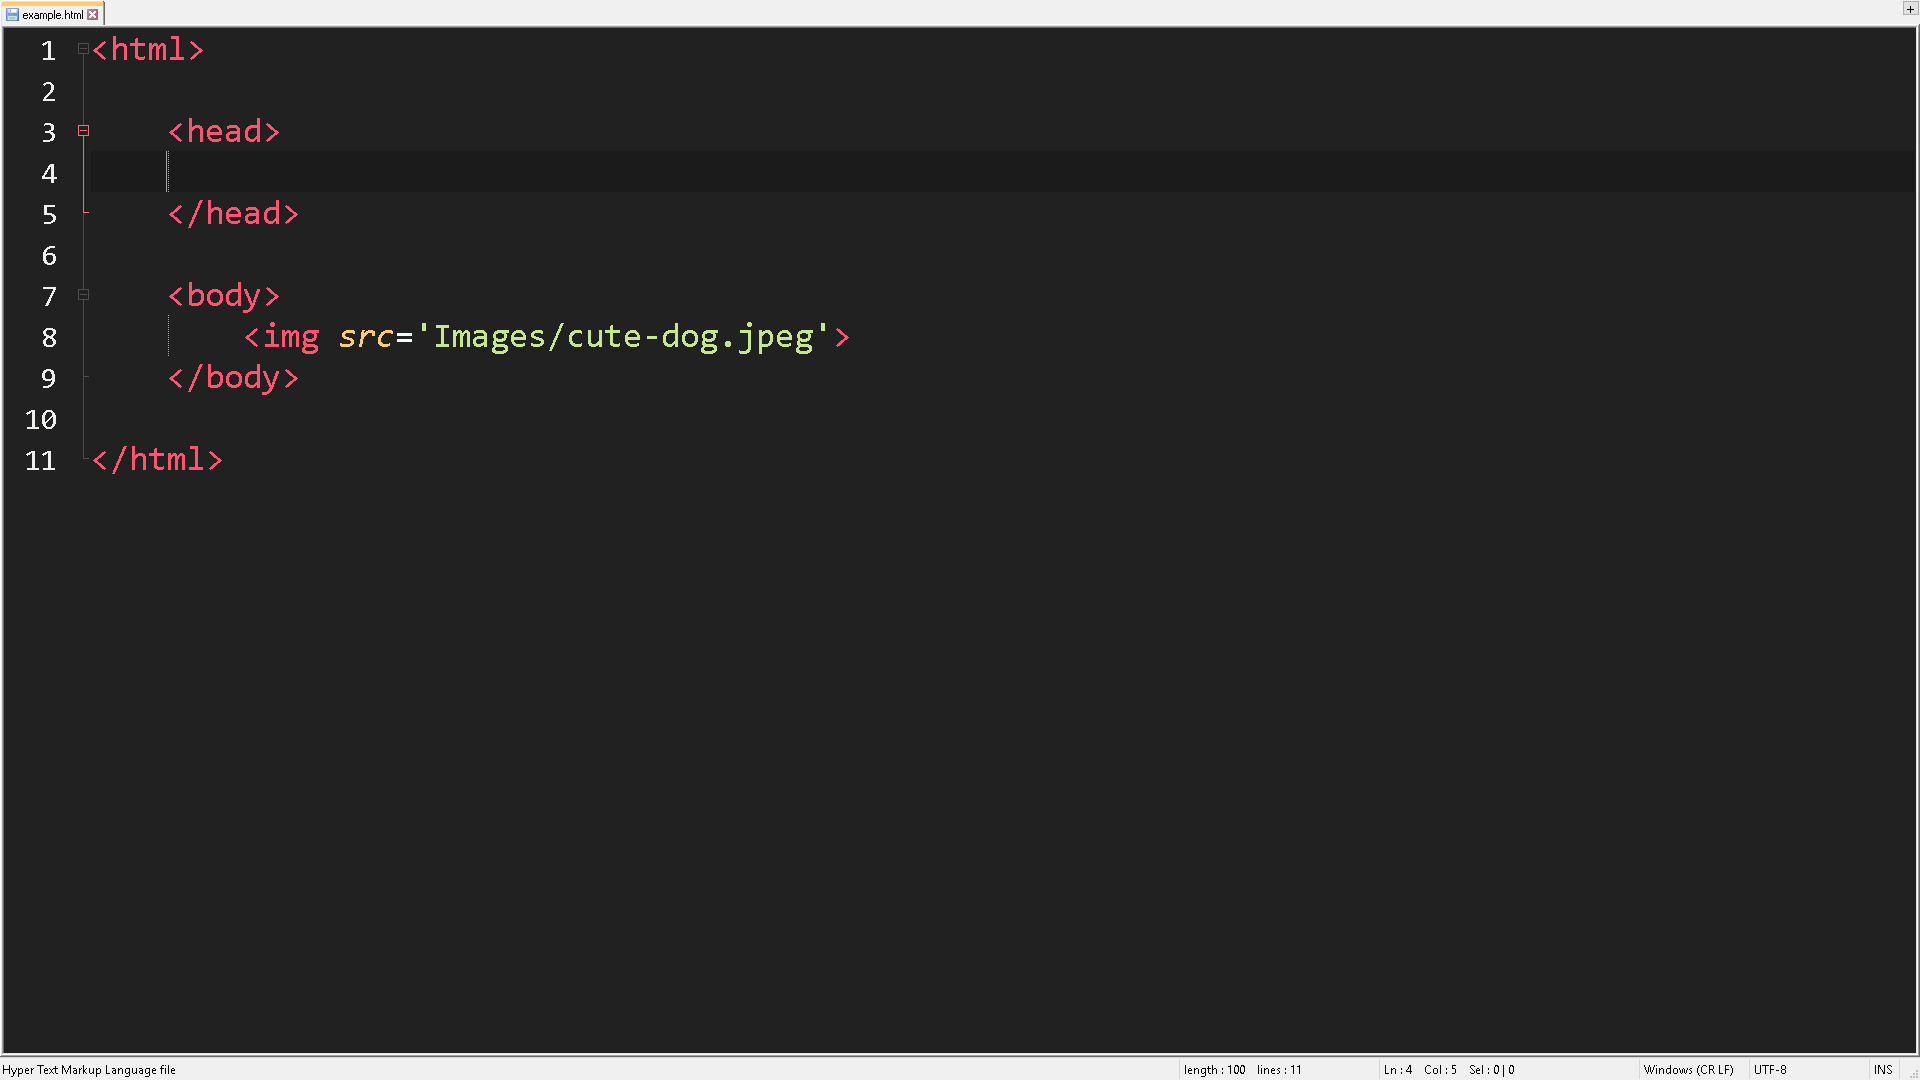 example.html
+
1 <html>
2
3 <head>
4
5 </head>
6
7 <body>
8 <img src='Images/cute-dog.jpeg'>
9 </body>
10
11 </html>
Hyper Text Markup Language file length : 100 lines : 11 Ln : 4 Col : 5 Sel : 0 | 0 Windows (CR LF) UTF-8 INS